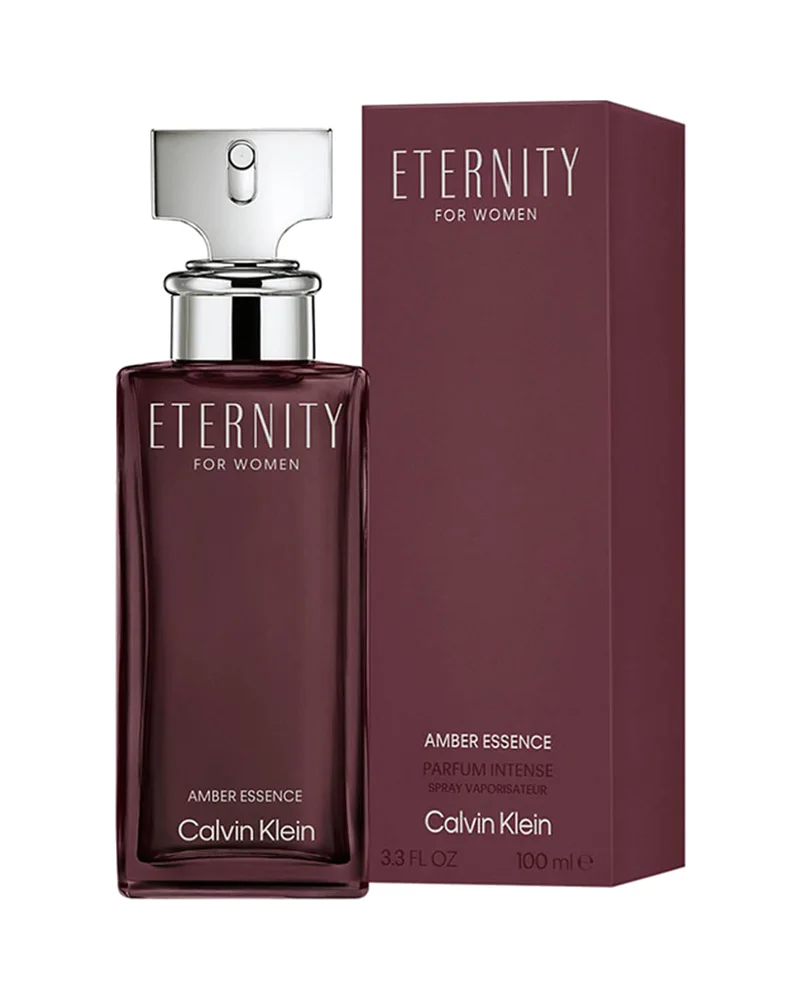 ETERNITY
FOR WOMEN
AMBER ESSENCE
Calvin Klein
ETERNITY
FOR WOMEN
AMBER ESSENCE
PARFUM INTENSE
SPRAY VAPORISATEUR
Calvin Klein
3.3 FL OZ 100 ml ℮